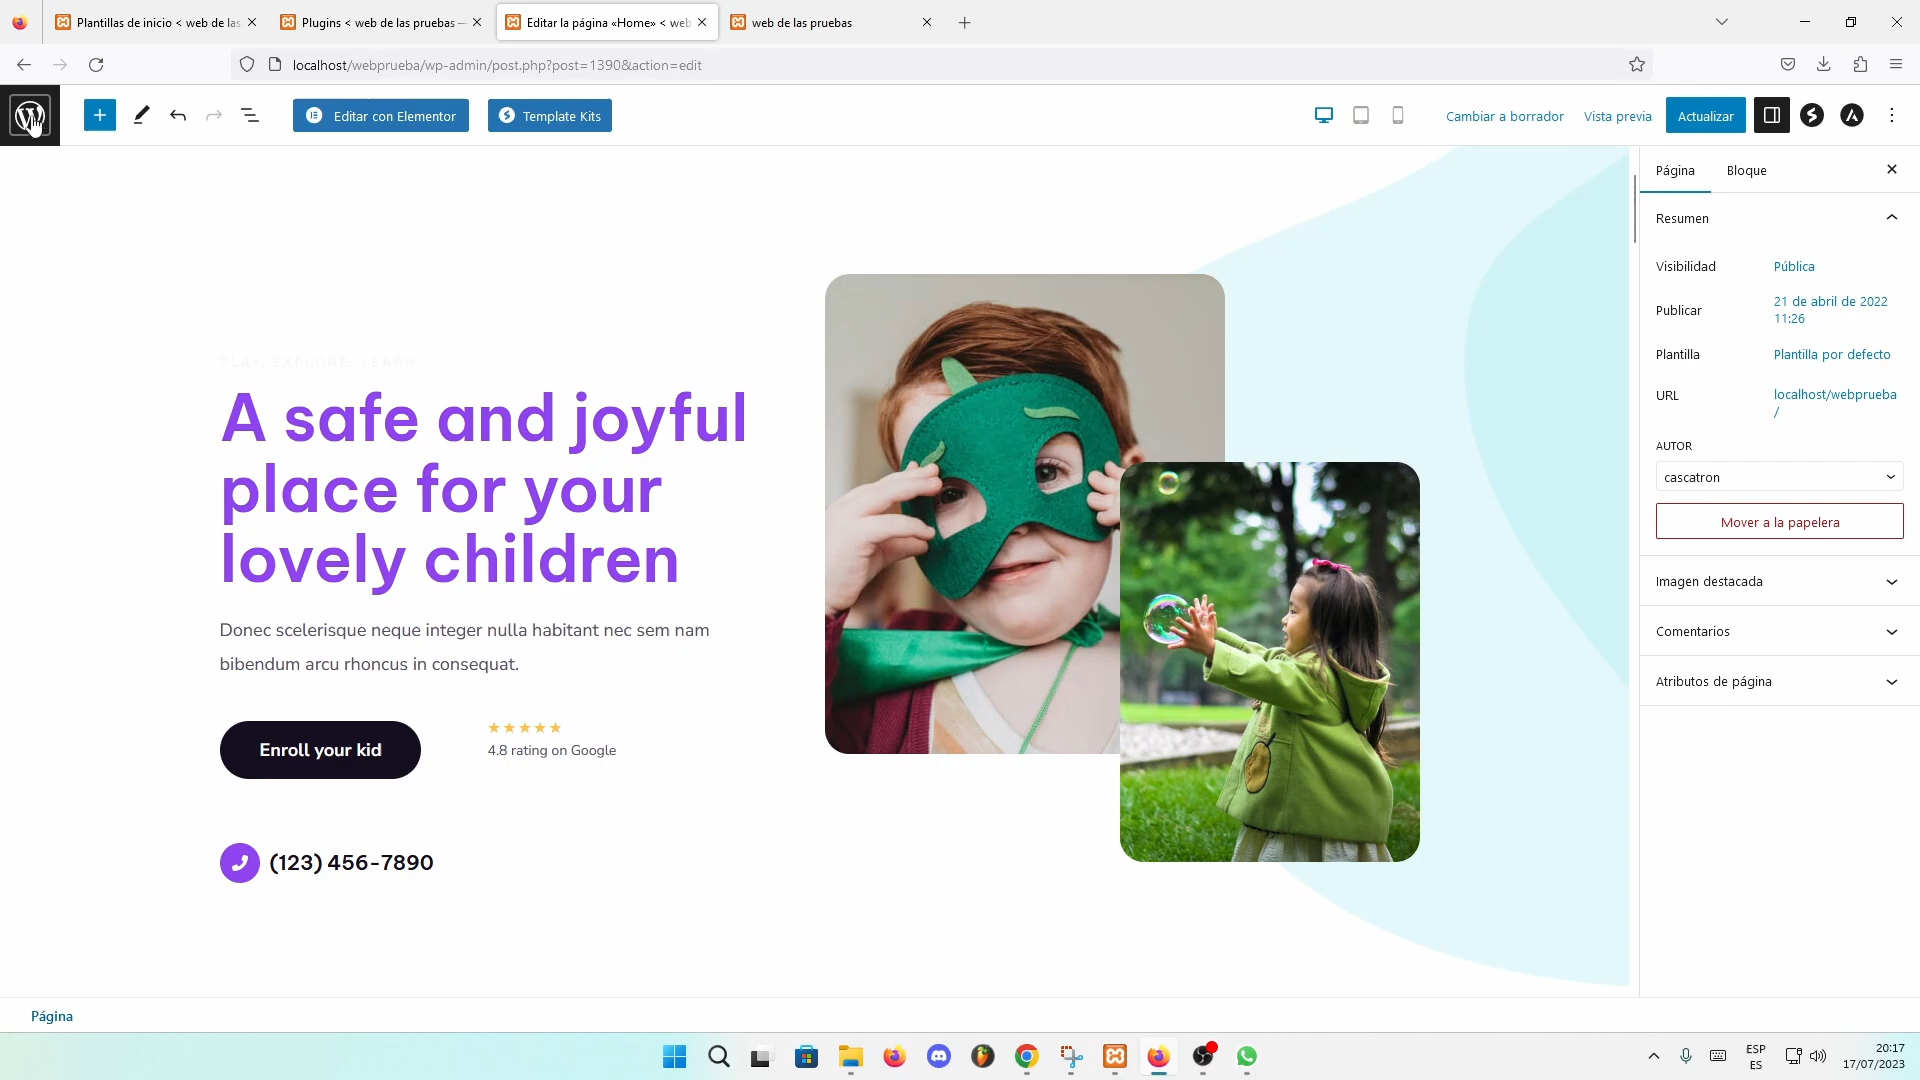 Plantillas de inicio < web de las
Plugins < web de las pruebas —
Editar la página «Home» < web
web de las pruebas
localhost/webprueba/wp-admin/post.php?post=1390&action=edit
Editar con Elementor
Template Kits
Cambiar a borrador
Vista previa
Actualizar
Página
Bloque
Resumen
Visibilidad
Pública
Publicar
21 de abril de 2022
11:26
Plantilla
Plantilla por defecto
URL
localhost/webprueba
/
AUTOR
cascatron
Mover a la papelera
Imagen destacada
Comentarios
Atributos de página
PLAY, EXPLORE, LEARN
A safe and joyful
place for your
lovely children
Donec scelerisque neque integer nulla habitant nec sem nam
bibendum arcu rhoncus in consequat.
Enroll your kid
4.8 rating on Google
(123) 456-7890
Página
ESP
ES
20:17
17/07/2023